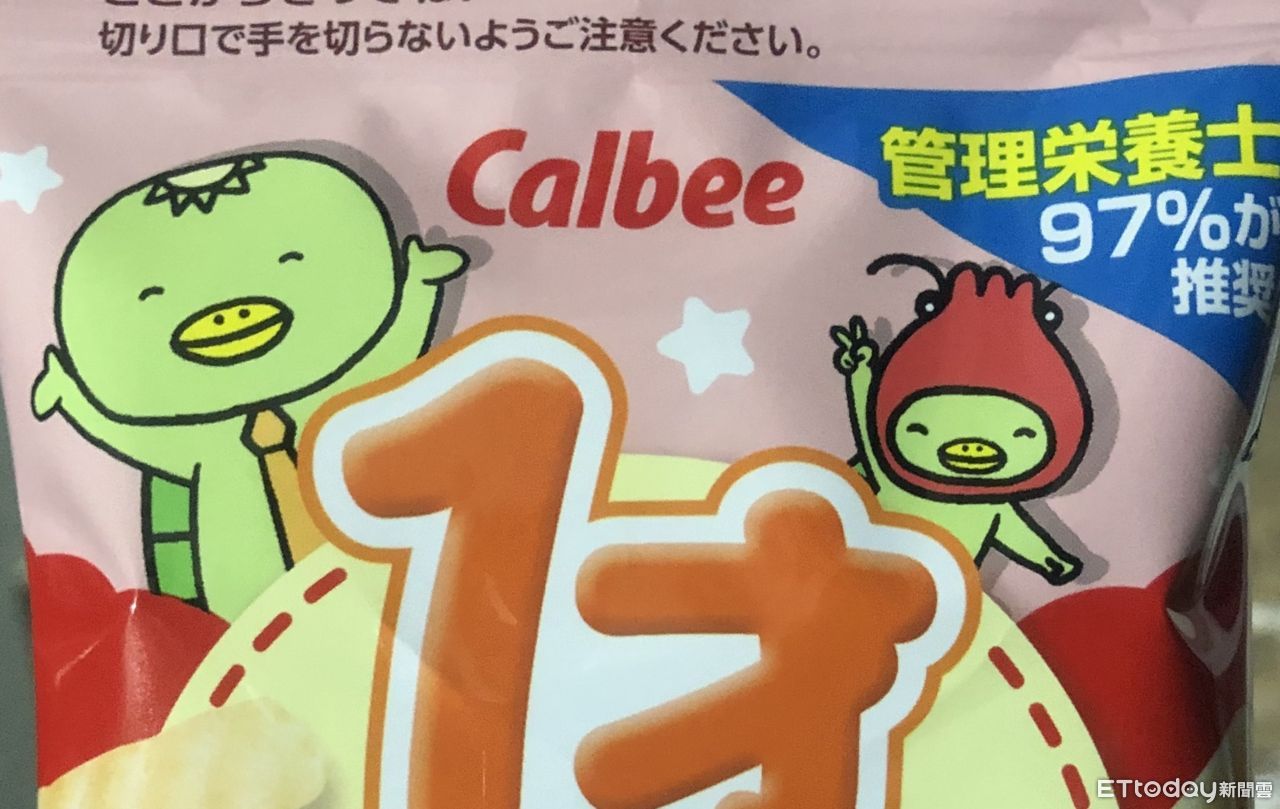 切り口で手を切らないようご注意ください。
Calbee
管理栄養士
97%が
推奨
1才
ETtoday新聞雲